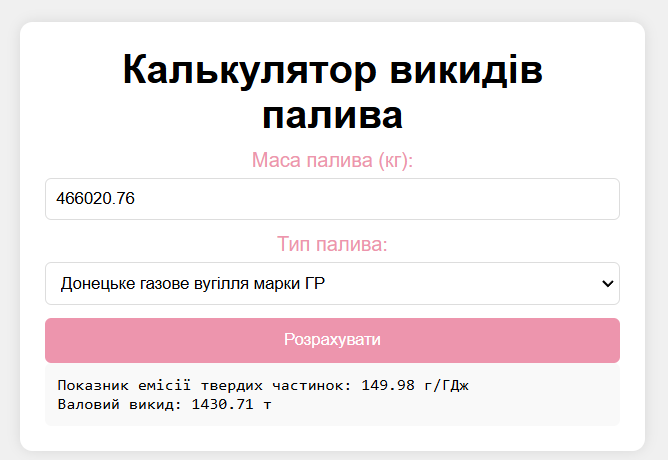 Калькулятор викидів
палива
Маса палива (кг):
466020.76
Тип палива:
Донецьке газове вугілля марки ГР
Розрахувати
Показник емісії твердих частинок: 149.98 г/ГДж
Валовий викид: 1430.71 т